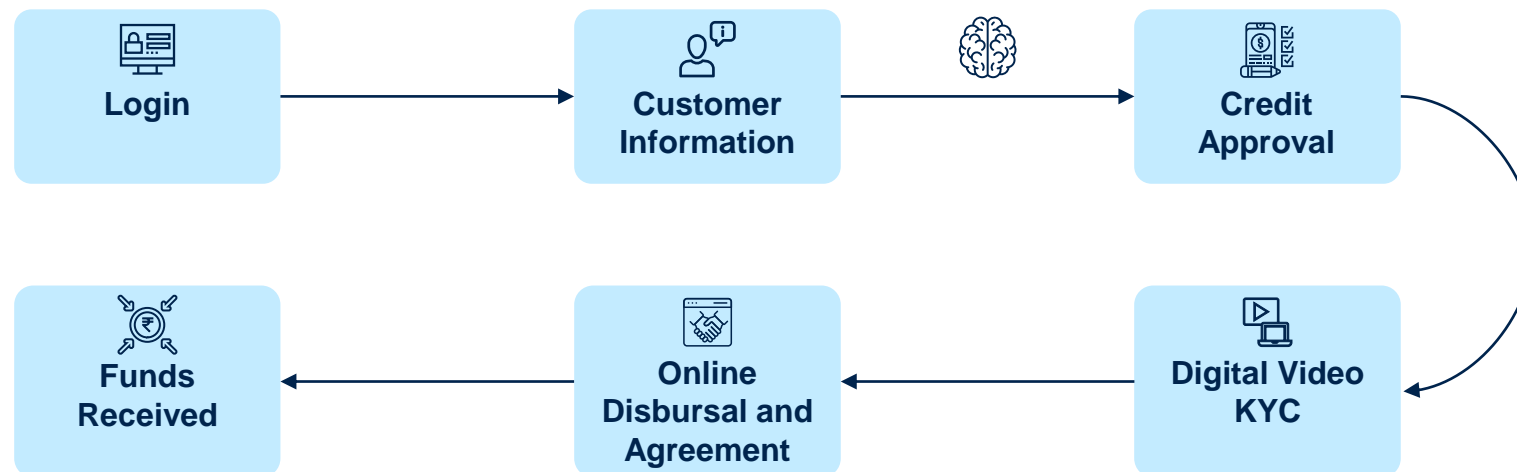 Login
Customer
Information
Credit
Approval
Digital Video
KYC
Online
Disbursal and
Agreement
Funds
Received